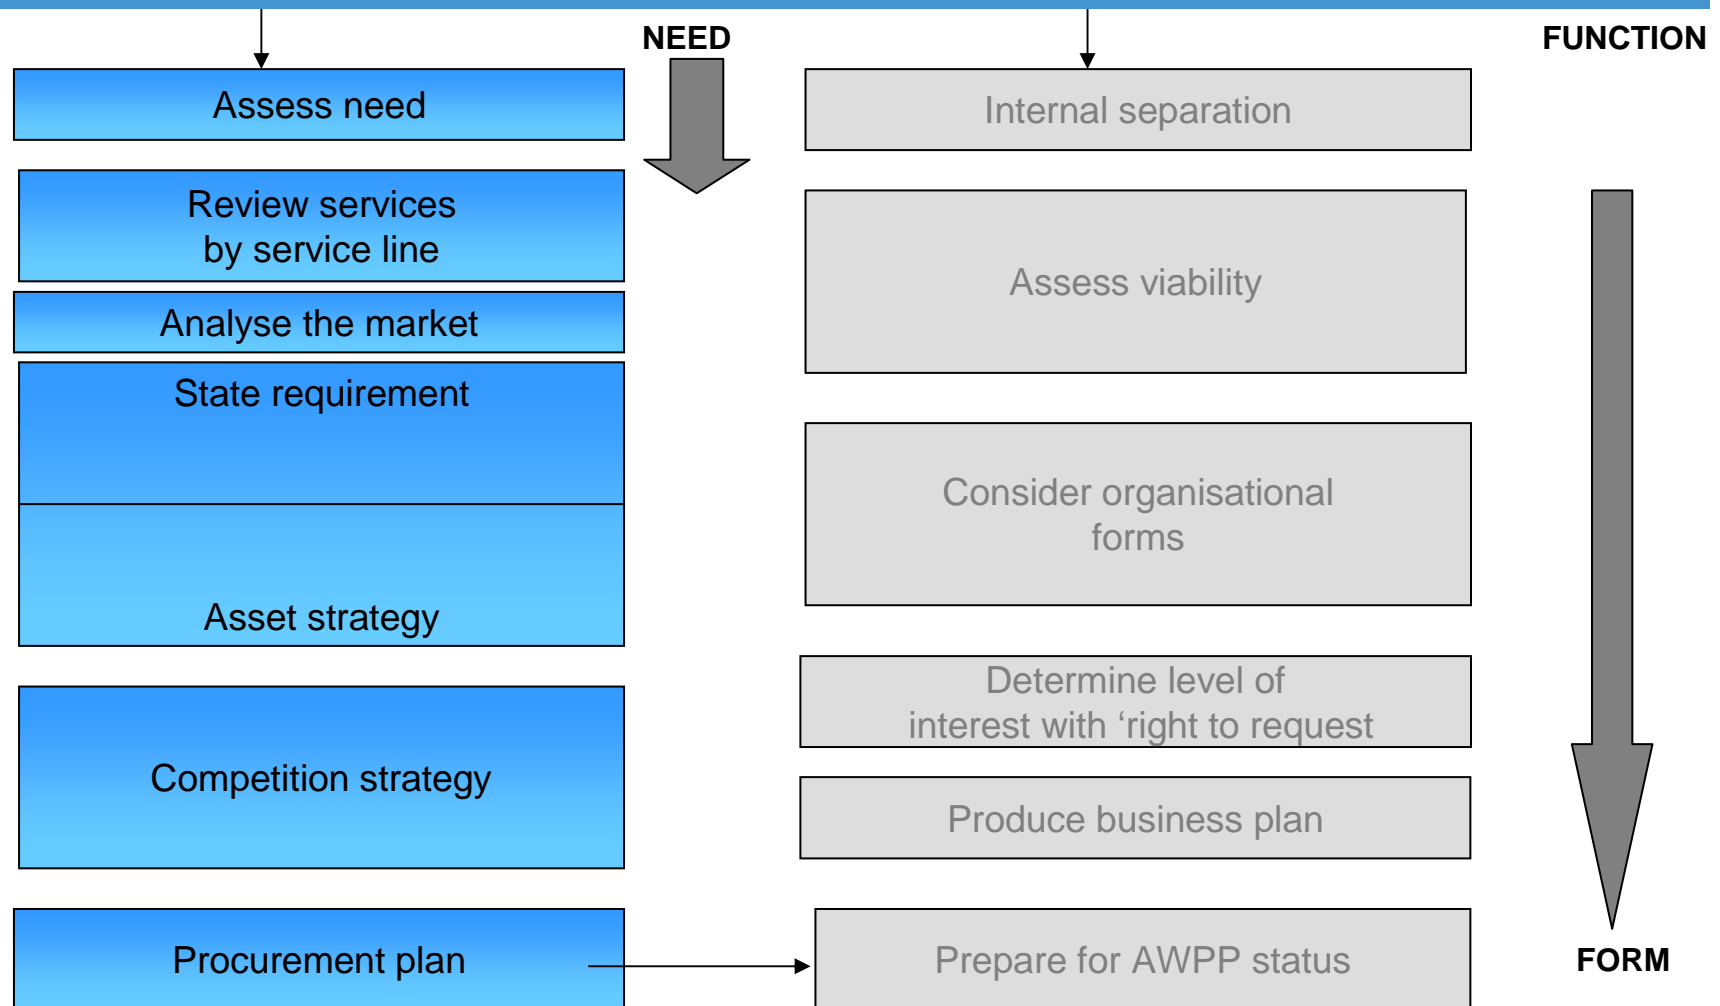 NEED
FUNCTION
Assess need
Review services
by service line
Analyse the market
State requirement
Asset strategy
Competition strategy
Procurement plan
Internal separation
Assess viability
Consider organisational
forms
Determine level of
interest with ‘right to request
Produce business plan
Prepare for AWPP status
FORM